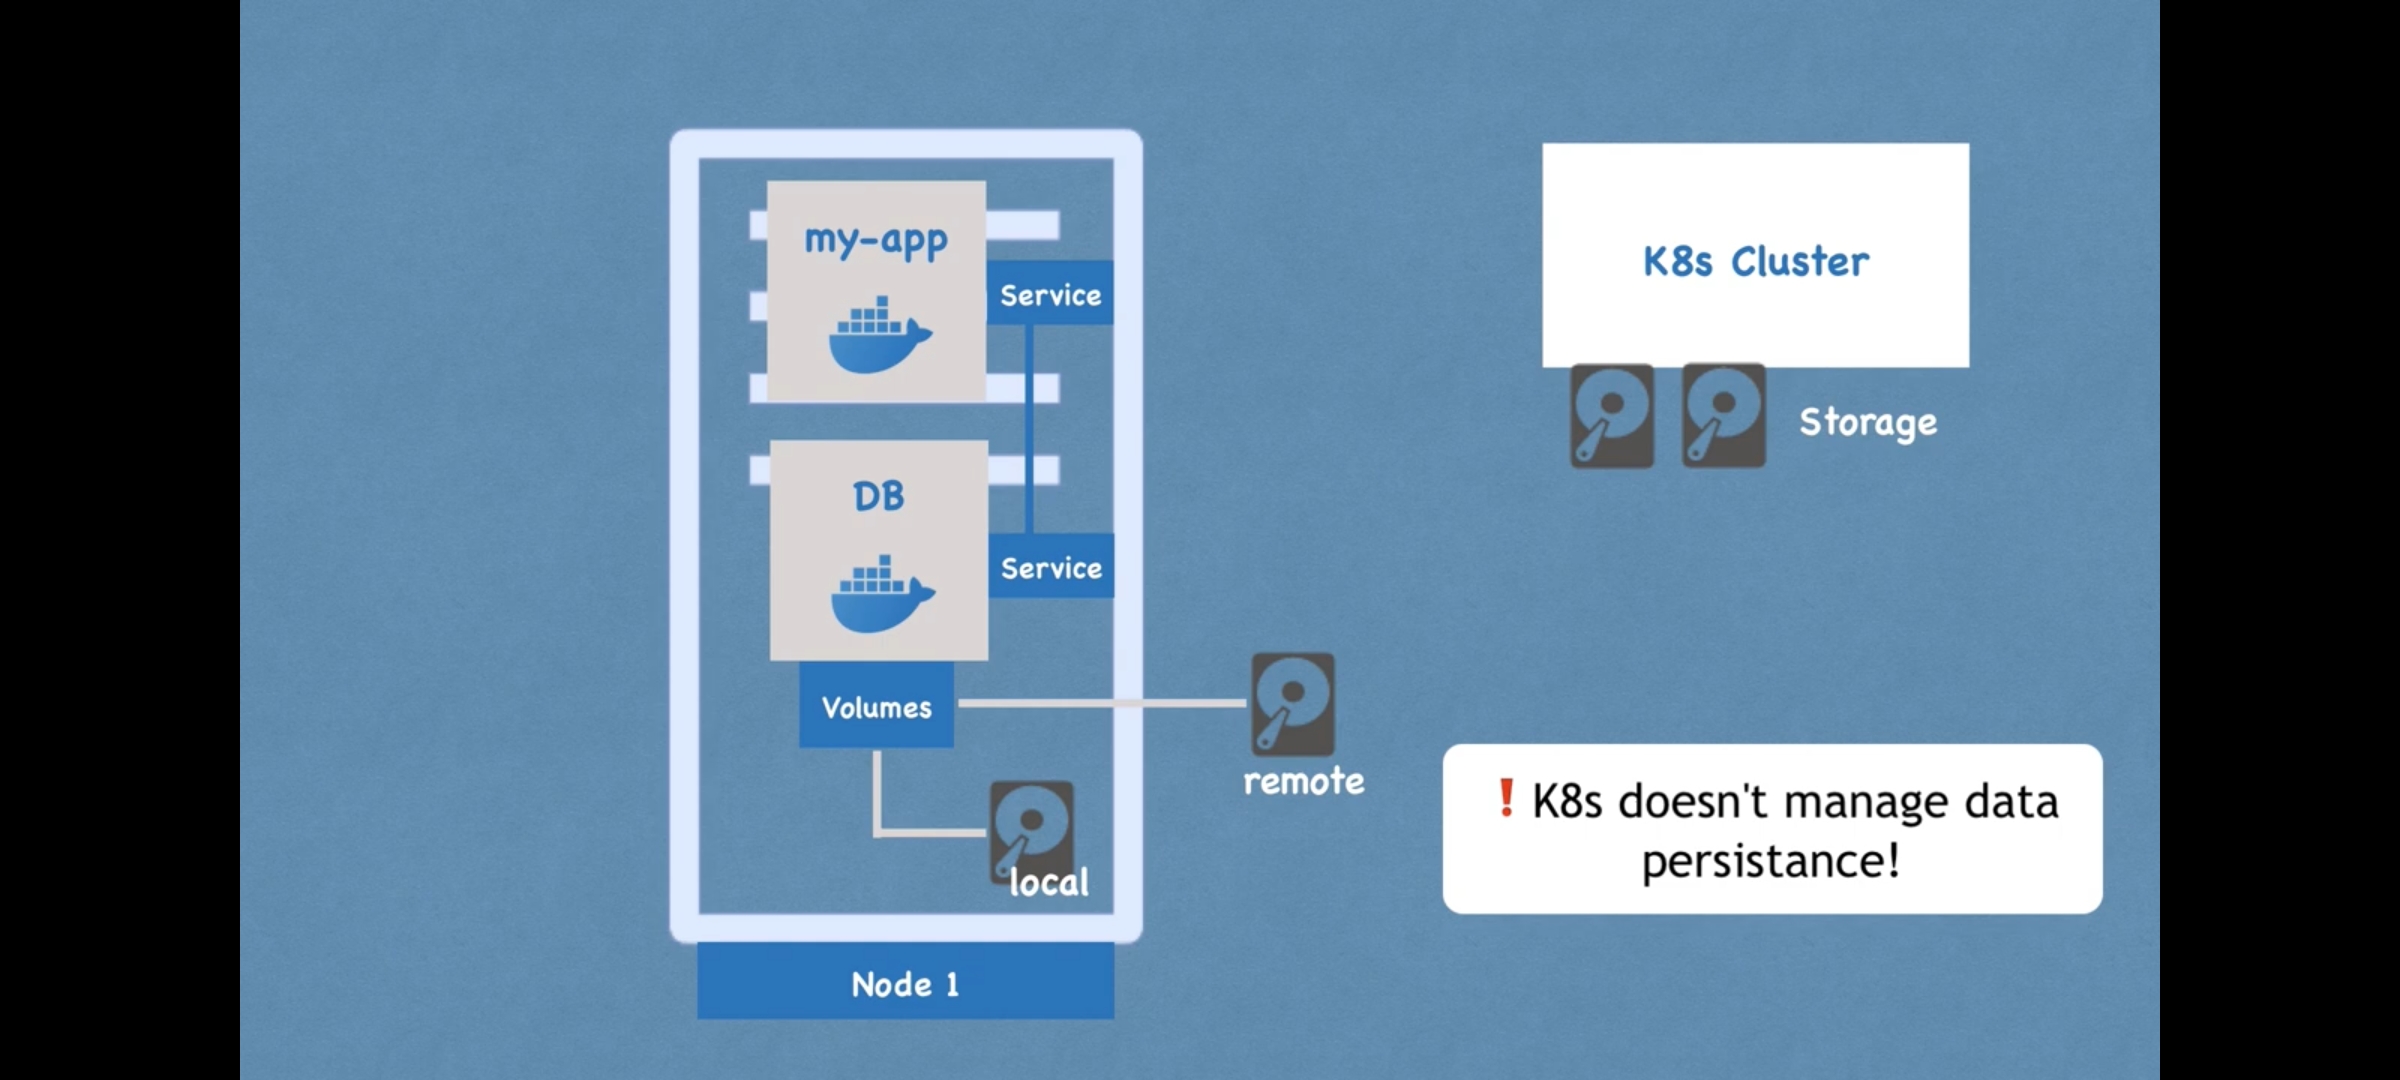 my-app
Service
DB
Service
Volumes
local
remote
Node 1
K8s Cluster
Storage
❗K8s doesn't manage data
persistance!